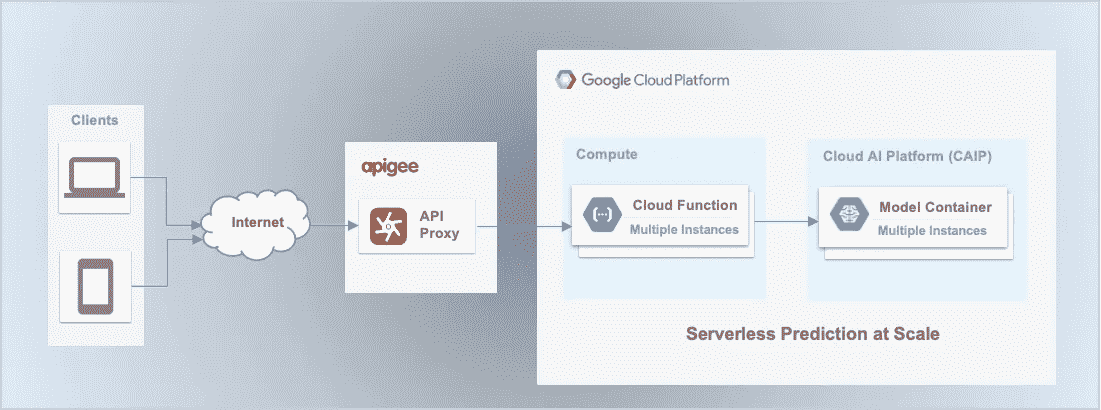 Google Cloud Platform
Clients
apigee
Compute
Cloud AI Platform (CAIP)
Internet
API
Proxy
Cloud Function
Multiple Instances
Model Container
Multiple Instances
Serverless Prediction at Scale